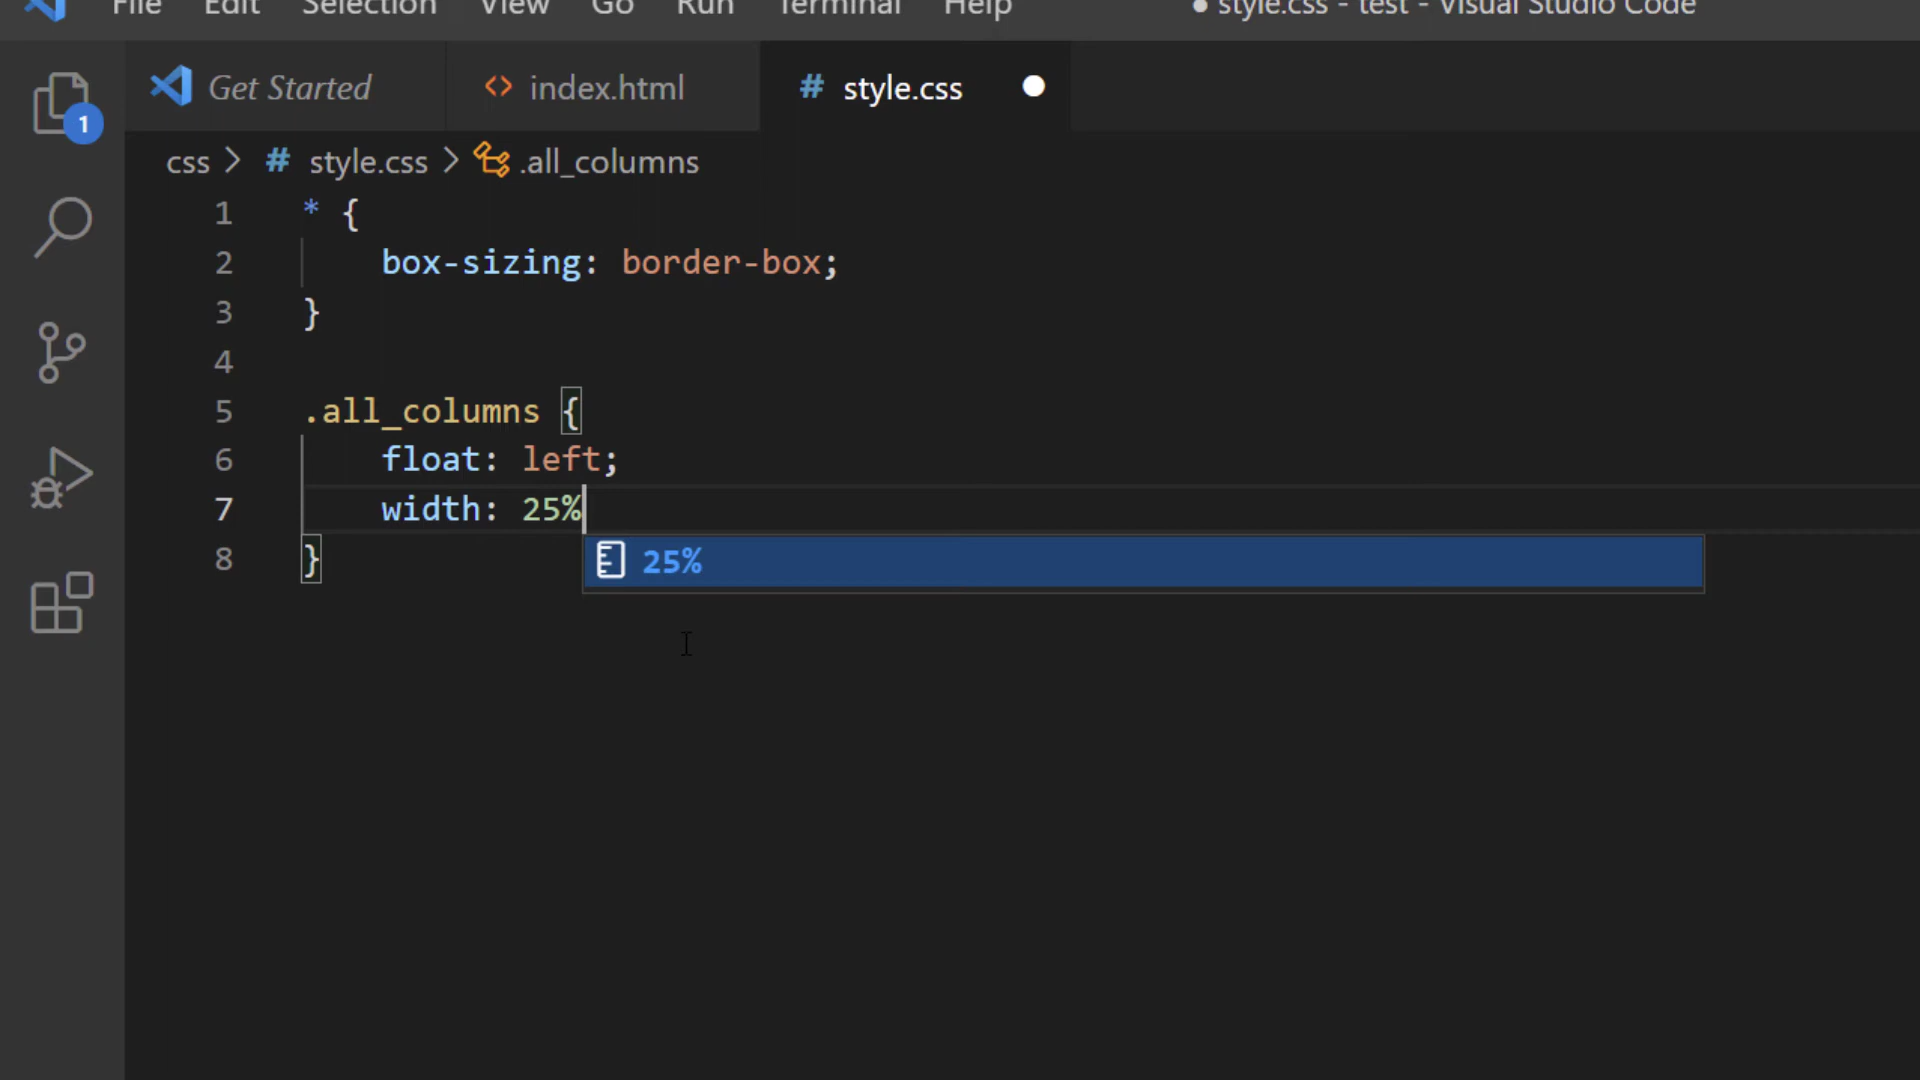 File Edit Selection View Go Run Terminal Help ● style.css - test - Visual Studio Code
Get Started <> index.html # style.css ●
1
css > # style.css > .all_columns
1 * {
2 box-sizing: border-box;
3 }
4
5 .all_columns {
6 float: left;
7 width: 25%
25%
8 }